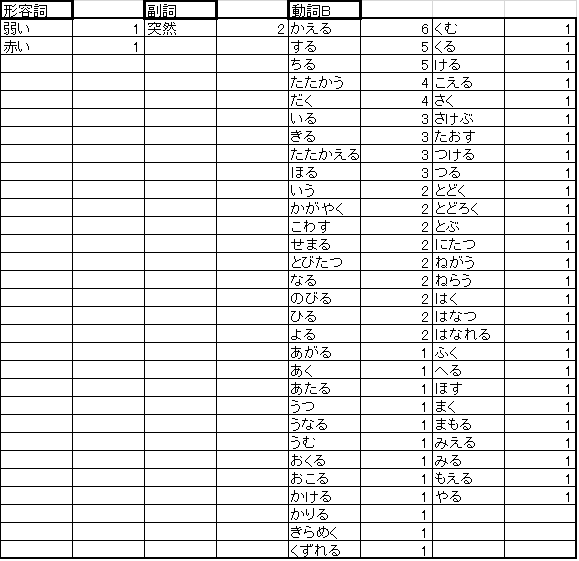 形容詞 副詞 動詞B
弱い 1 突然 2 かえる 6 くむ 1
赤い 1 する 5 くる 1
ちる 5 ける 1
たたかう 4 こえる 1
だく 4 さく 1
いる 3 さけぶ 1
きる 3 たおす 1
たたかえる 3 つける 1
ほる 3 つる 1
いう 2 とどく 1
かがやく 2 とどろく 1
こわす 2 とぶ 1
せまる 2 にたつ 1
とびたつ 2 ねがう 1
なる 2 ねらう 1
のびる 2 はく 1
ひる 2 はなつ 1
よる 2 はなれる 1
あがる 1 ふく 1
あく 1 へる 1
あたる 1 ほす 1
うつ 1 まく 1
うなる 1 まもる 1
うむ 1 みえる 1
おくる 1 みる 1
おこる 1 もえる 1
かける 1 やる 1
かりる 1
きらめく 1
くずれる 1